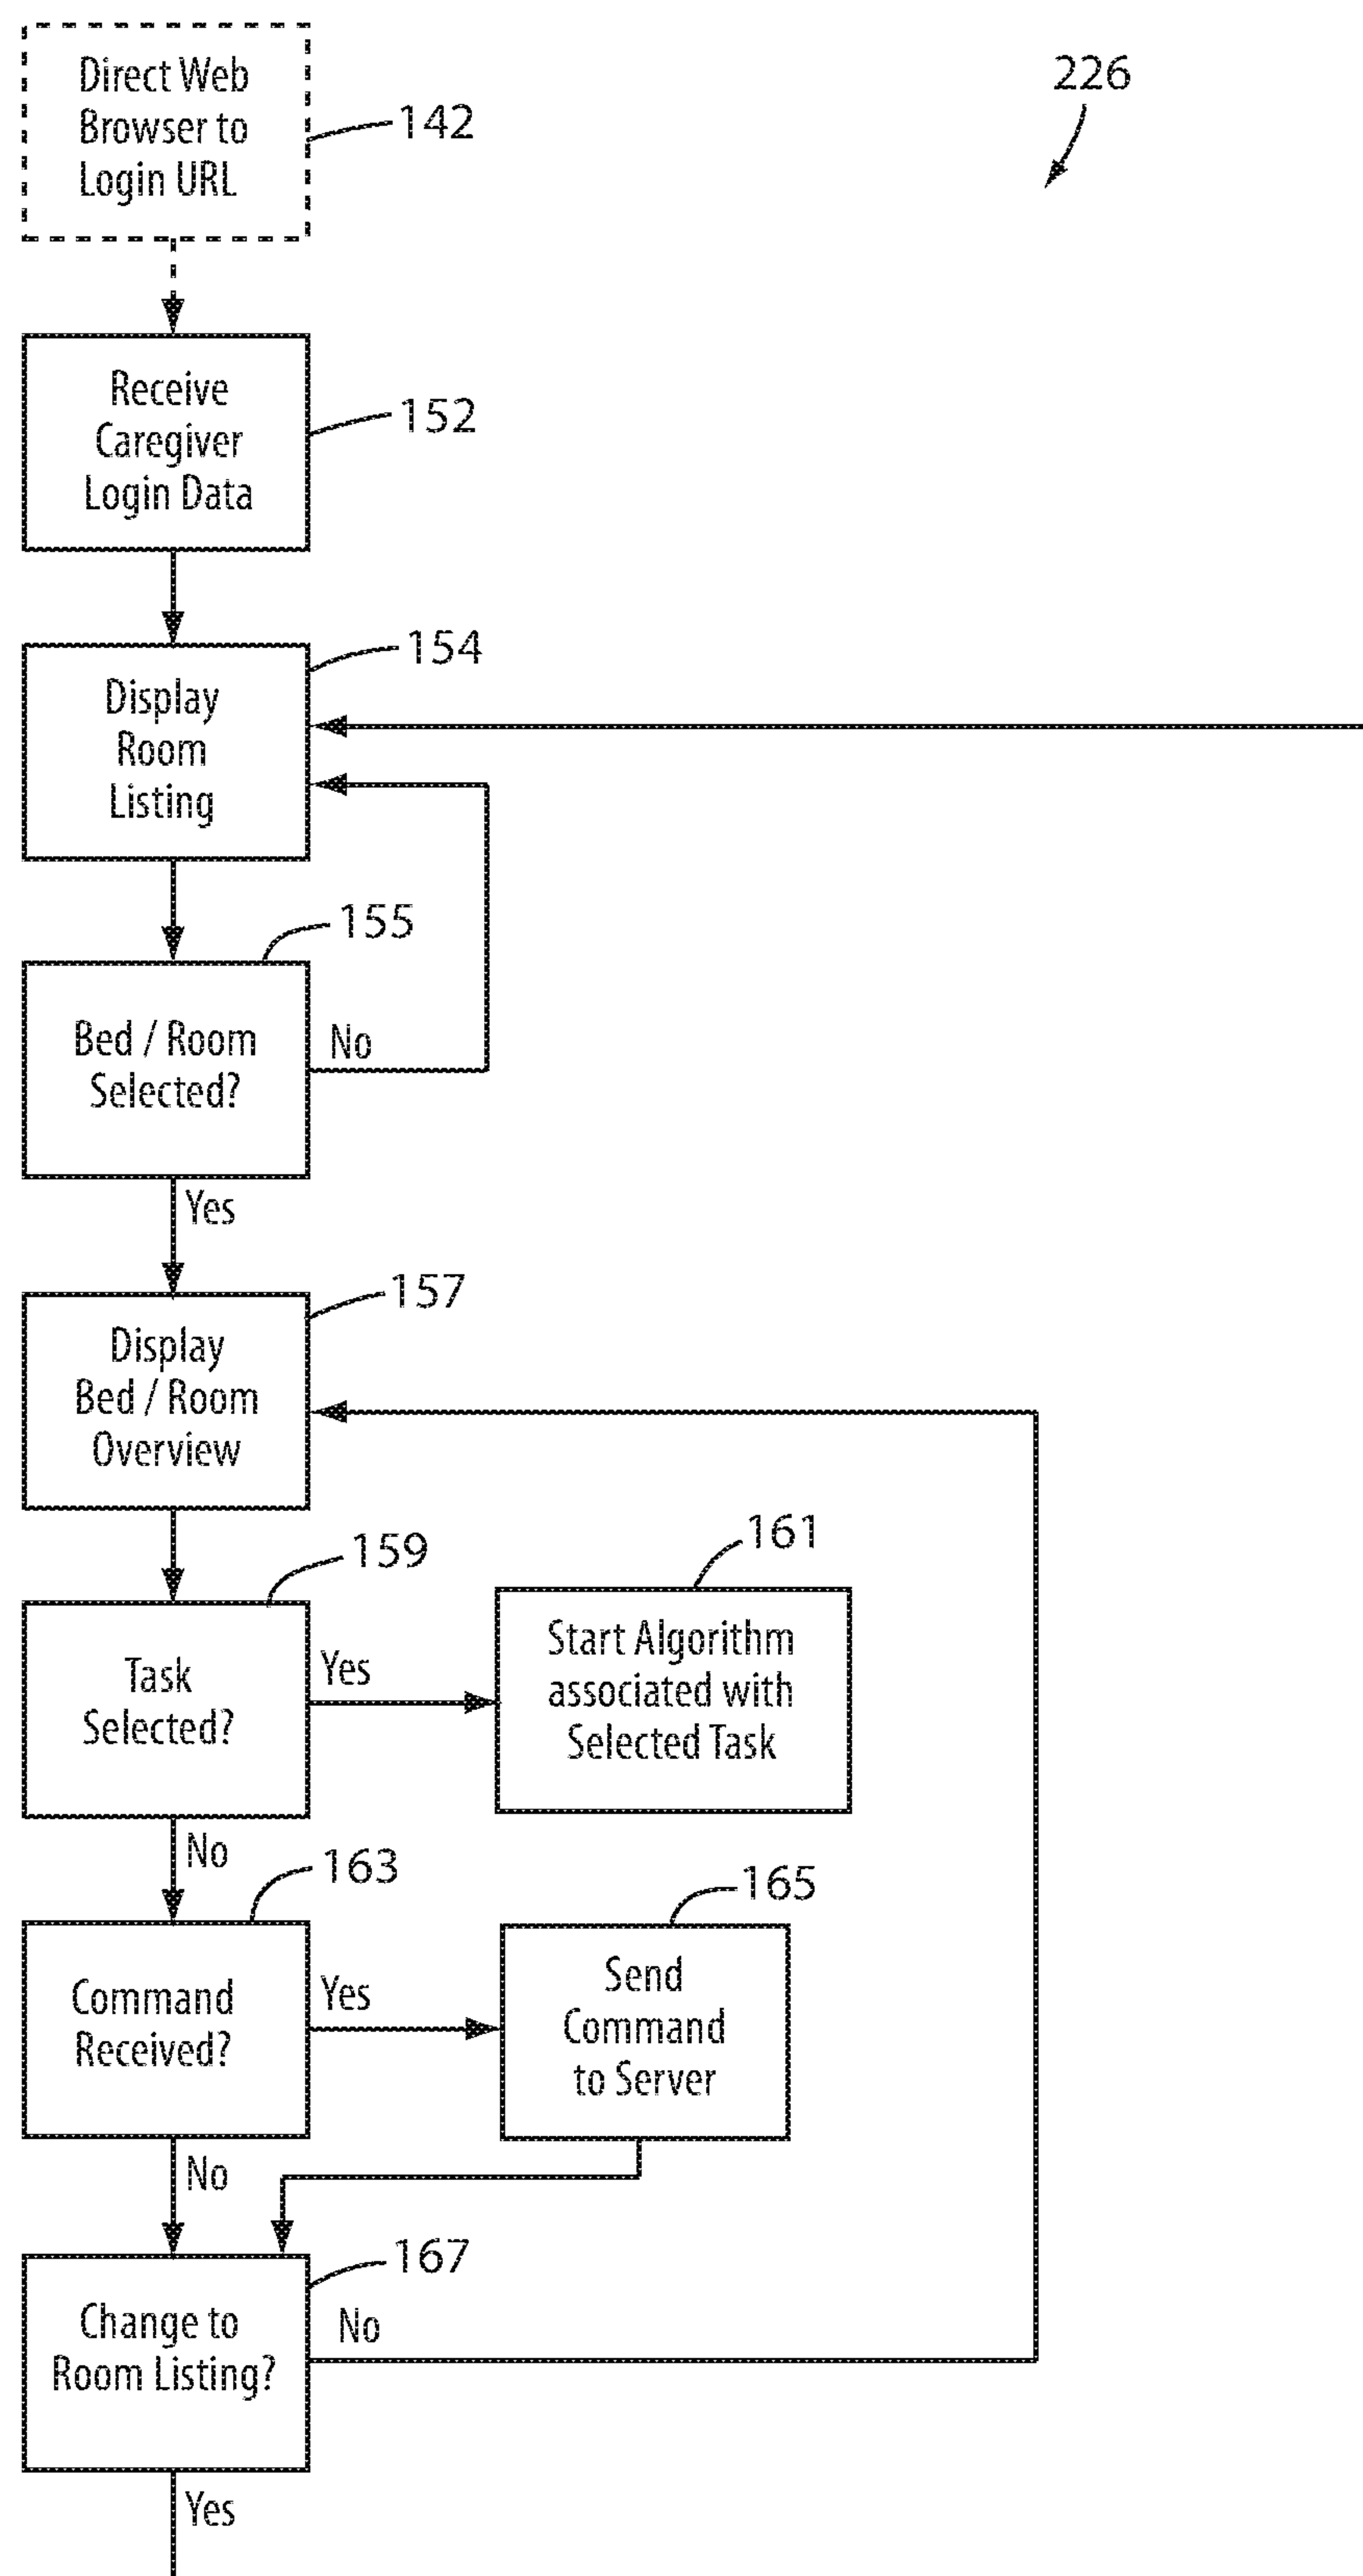 Direct Web
Browser to
Login URL
142
226
Receive
Caregiver
Login Data
152
Display
Room
Listing
154
155
Bed / Room
Selected?
No
Yes
157
Display
Bed / Room
Overview
159
161
Task
Selected?
Yes
Start Algorithm
associated with
Selected Task
No
163
165
Command
Received?
Yes
Send
Command
to Server
No
167
Change to
Room Listing?
No
Yes